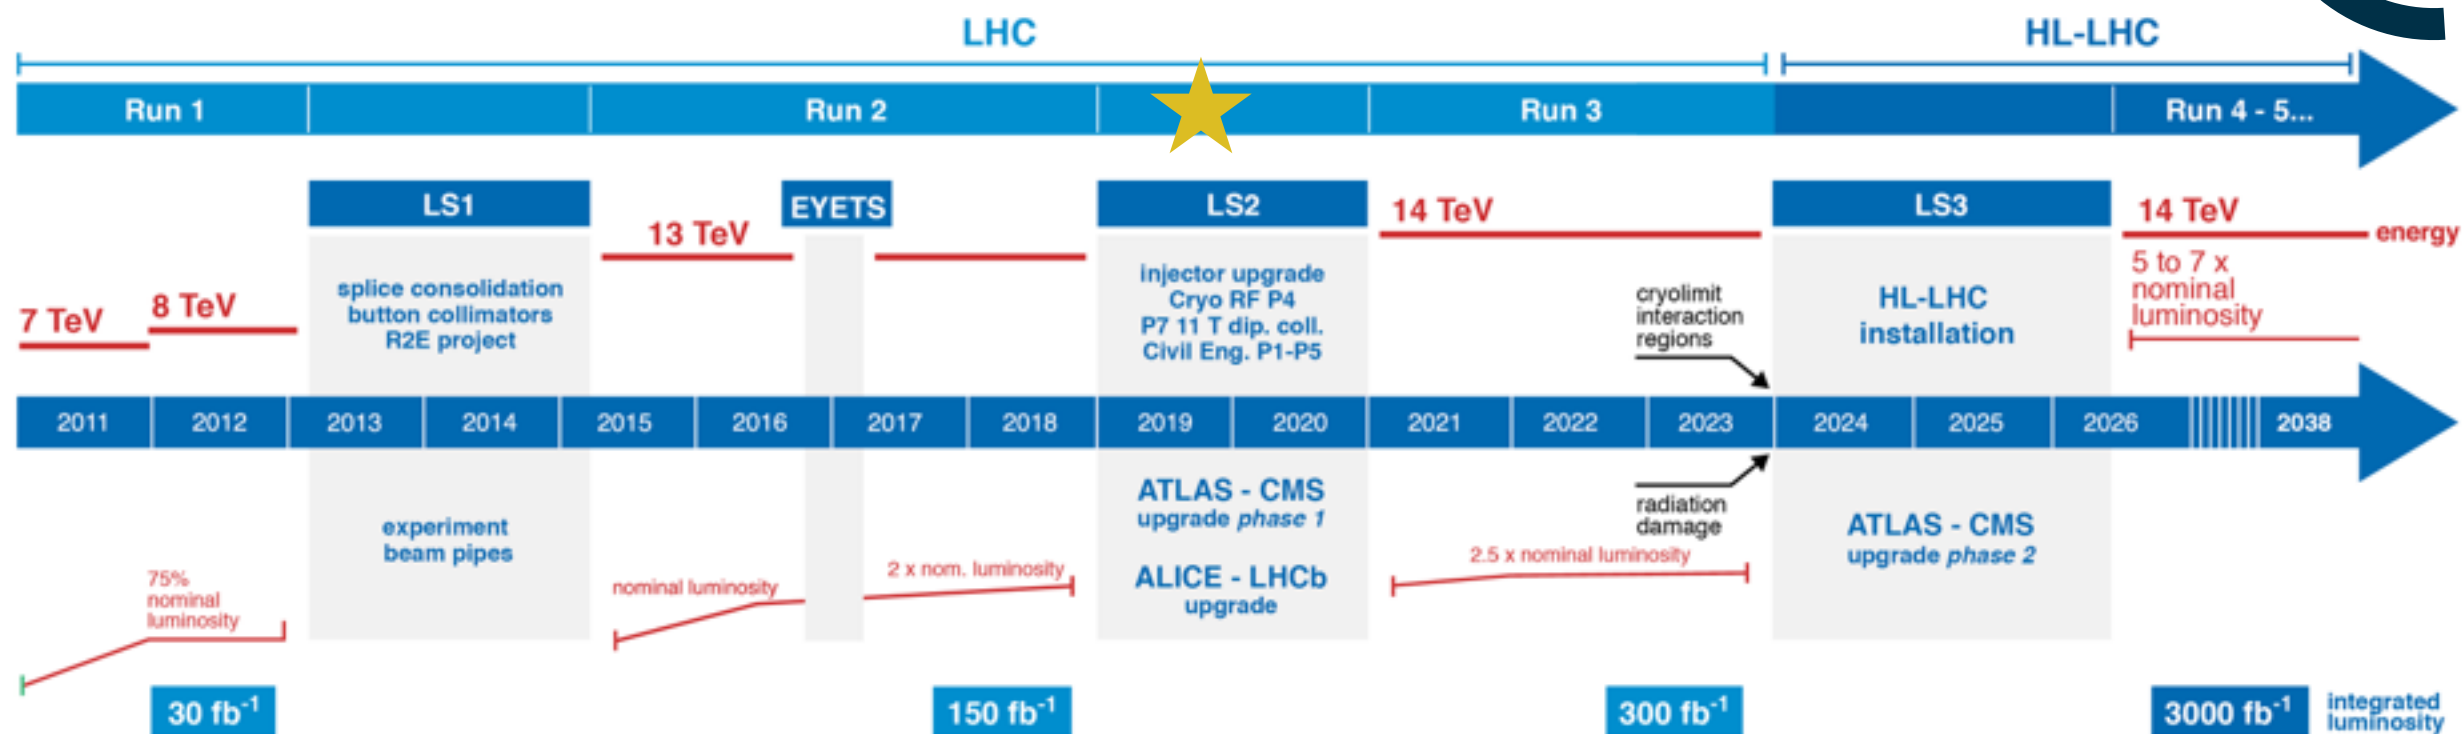 LHC
HL-LHC
Run 1
Run 2
Run 3
Run 4 - 5...
LS1
EYETS
LS2
LS3
7 TeV
8 TeV
13 TeV
14 TeV
14 TeV
energy
splice consolidation
button collimators
R2E project
injector upgrade
Cryo RF P4
P7 11 T dip. coll.
Civil Eng. P1-P5
cryolimit
interaction
regions
HL-LHC
installation
5 to 7 x
nominal
luminosity
2011
2012
2013
2014
2015
2016
2017
2018
2019
2020
2021
2022
2023
2024
2025
2026
2038
experiment
beam pipes
ATLAS - CMS
upgrade phase 1
ALICE - LHCb
upgrade
radiation
damage
ATLAS - CMS
upgrade phase 2
75%
nominal
luminosity
nominal luminosity
2 x nom. luminosity
2.5 x nominal luminosity
30 fb-1
150 fb-1
300 fb-1
3000 fb-1
integrated
luminosity